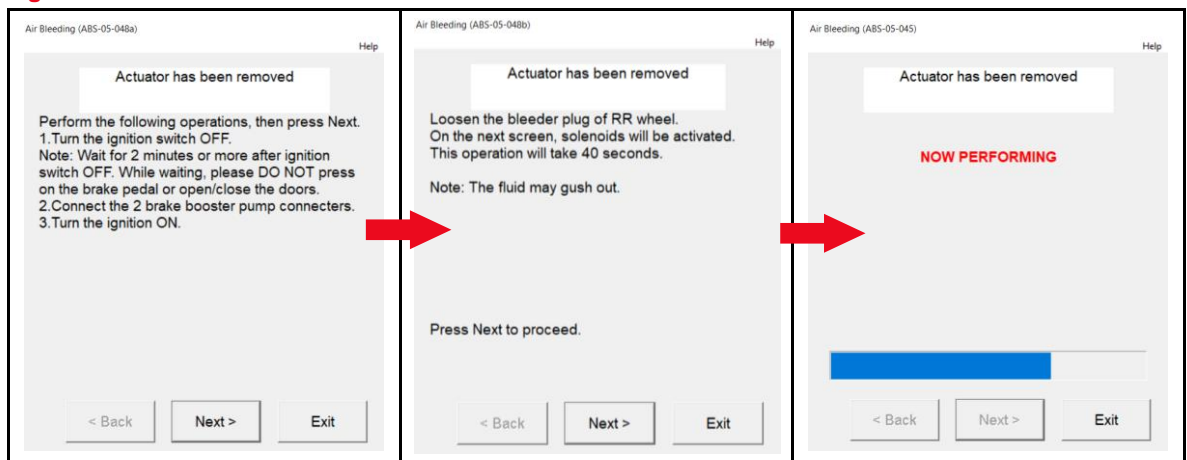 Air Bleeding (ABS-05-048a)
Help
Actuator has been removed
Perform the following operations, then press Next.
1.Turn the ignition switch OFF.
Note: Wait for 2 minutes or more after ignition
switch OFF. While waiting, please DO NOT press
on the brake pedal or open/close the doors.
2.Connect the 2 brake booster pump connecters.
3.Turn the ignition ON.
< Back
Next >
Exit
Air Bleeding (ABS-05-048b)
Help
Actuator has been removed
Loosen the bleeder plug of RR wheel.
On the next screen, solenoids will be activated.
This operation will take 40 seconds.
Note: The fluid may gush out.
Press Next to proceed.
< Back
Next >
Exit
Air Bleeding (ABS-05-045)
Help
Actuator has been removed
NOW PERFORMING
< Back
Next >
Exit